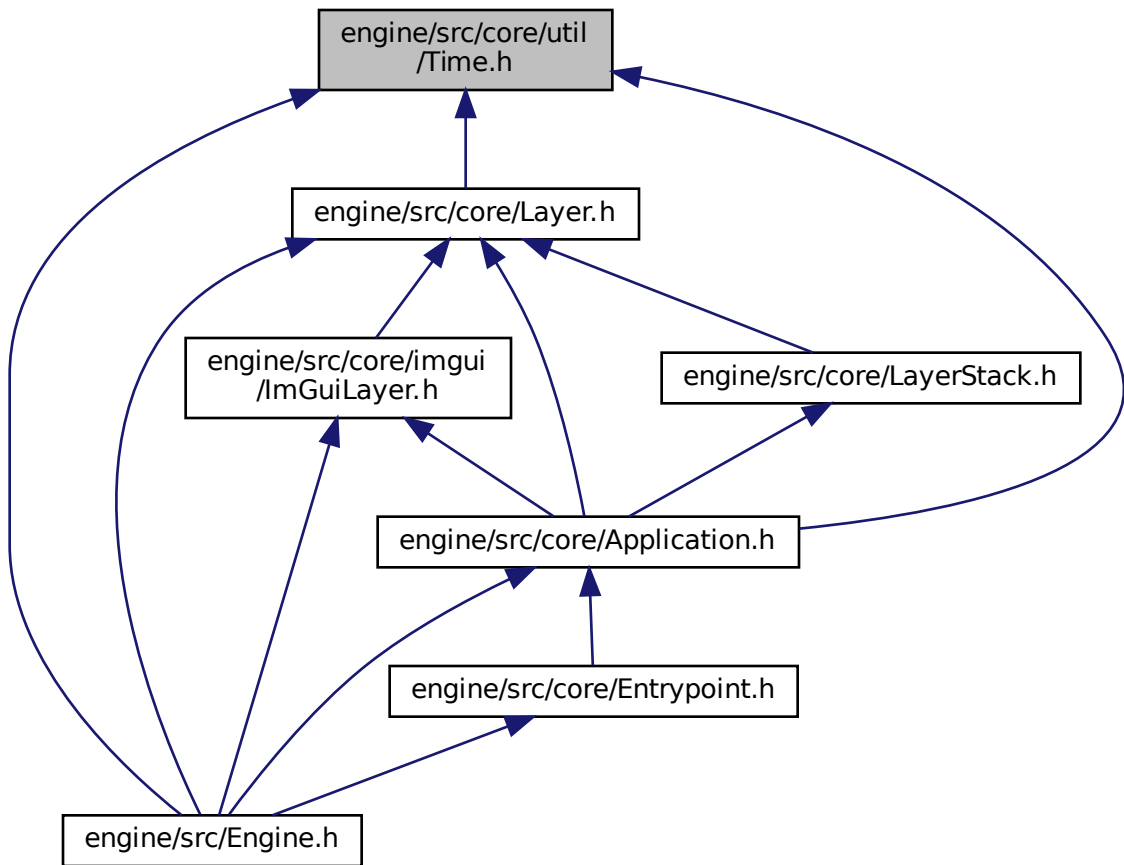 engine/src/core/util
/Time.h
engine/src/core/Layer.h
engine/src/core/imgui
/ImGuiLayer.h
engine/src/core/LayerStack.h
engine/src/core/Application.h
engine/src/core/Entrypoint.h
engine/src/Engine.h